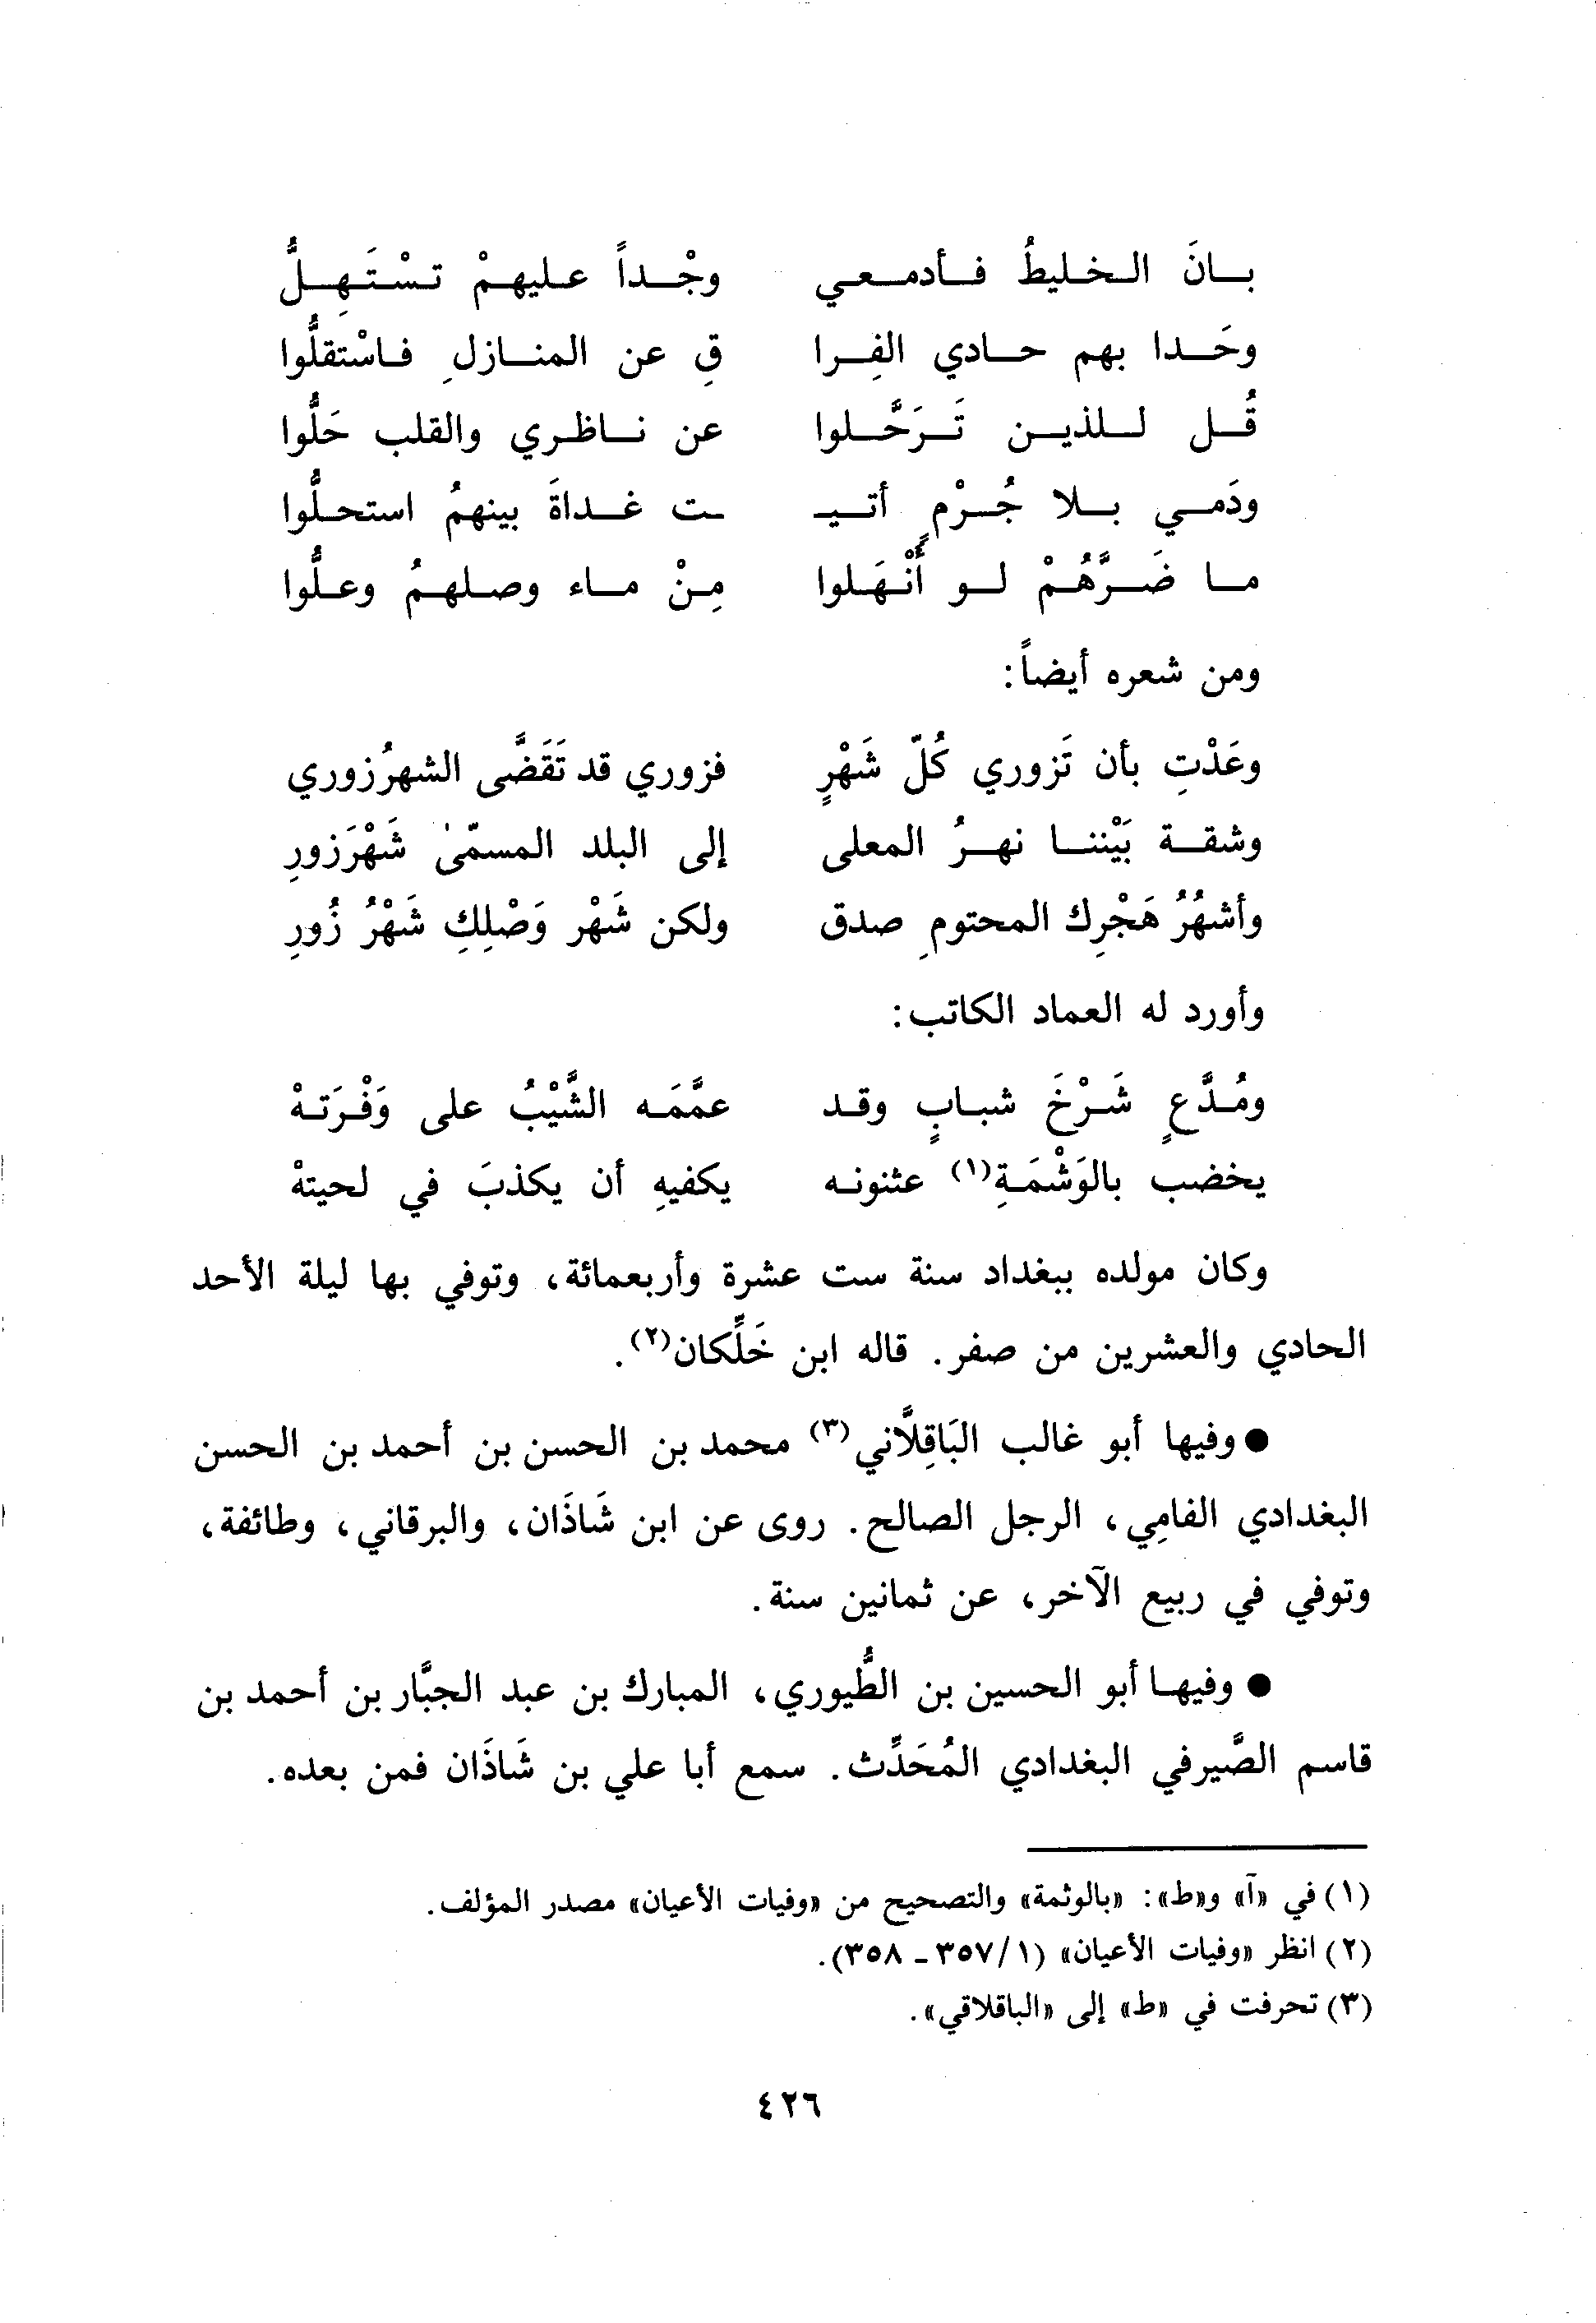 بانَ الخليطُ فأدمعي وجْداً عليهمْ تسْتَهِلُّ
وحَدا بهم حادي الفِرا قِ عن المنازلِ فاسْتقلُّوا
قُل للذين تَرَحَّلوا عن ناظري والقلب حَلُّوا
ودَمي بلا جُرْمٍ أتيـ ـت غداةَ بينهمُ استحلُّوا
ما ضَرَّهُمْ لو أُنْهَلوا مِنْ ماء وصلهمُ وعلُّوا
ومن شعره أيضاً:
وعَدْتِ بأن تَزوري كُلّ شَهْرٍ فزوري قد تَقَضَّى الشهرُزوري
وشقة بَيْننا نهرُ المعلى إلى البلد المسمّىٰ شَهْرَزورِ
وأشهُرُ هَجْرِك المحتومِ صدق ولكن شَهْر وَصْلِكِ شَهْرُ زُورِ
وأورد له العماد الكاتب:
ومُدَّعٍ شَرْخَ شبابٍ وقد عمَّمَه الشَّيْبُ على وَفْرَتهْ
يخضب بالوَشْمَةِ(١) عثنونه يكفيهِ أن يكذبَ في لحيتهْ
وكان مولده ببغداد سنة ست عشرة وأربعمائة، وتوفي بها ليلة الأحد
الحادي والعشرين من صفر. قاله ابن خَلِّكان(٢).
● وفيها أبو غالب البَاقِلَّاني(٣) محمد بن الحسن بن أحمد بن الحسن
البغدادي الفامِي، الرجل الصالح. روى عن ابن شَاذَان، والبرقاني، وطائفة،
وتوفي في ربيع الآخر، عن ثمانين سنة.
● وفيها أبو الحسين بن الطُّيوري، المبارك بن عبد الجبَّار بن أحمد بن
قاسم الصَّيرفي البغدادي المُحَدِّث. سمع أبا علي بن شَاذَان فمن بعده.
(١) في «آ» و«ط»: «بالوثمة» والتصحيح من «وفيات الأعيان» مصدر المؤلف.
(٢) انظر «وفيات الأعيان» (١/ ٣٥٧ - ٣٥٨).
(٣) تحرفت في «ط» إلى «الباقلاقي».
٤٢٦